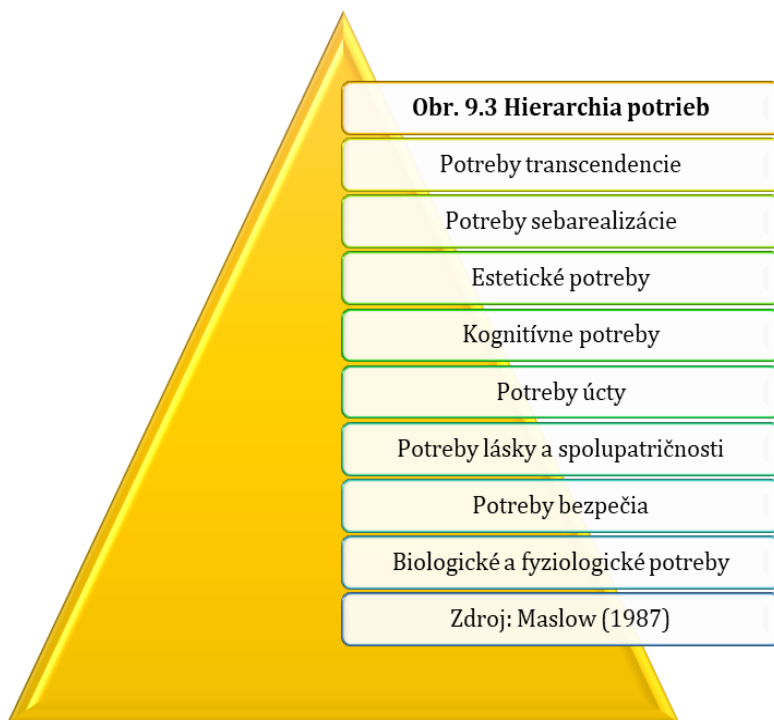 Obr. 9.3 Hierarchia potrieb
Potreby transcendencie
Potreby sebarealizácie
Estetické potreby
Kognitívne potreby
Potreby úcty
Potreby lásky a spolupatričnosti
Potreby bezpečia
Biologické a fyziologické potreby
Zdroj: Maslow (1987)